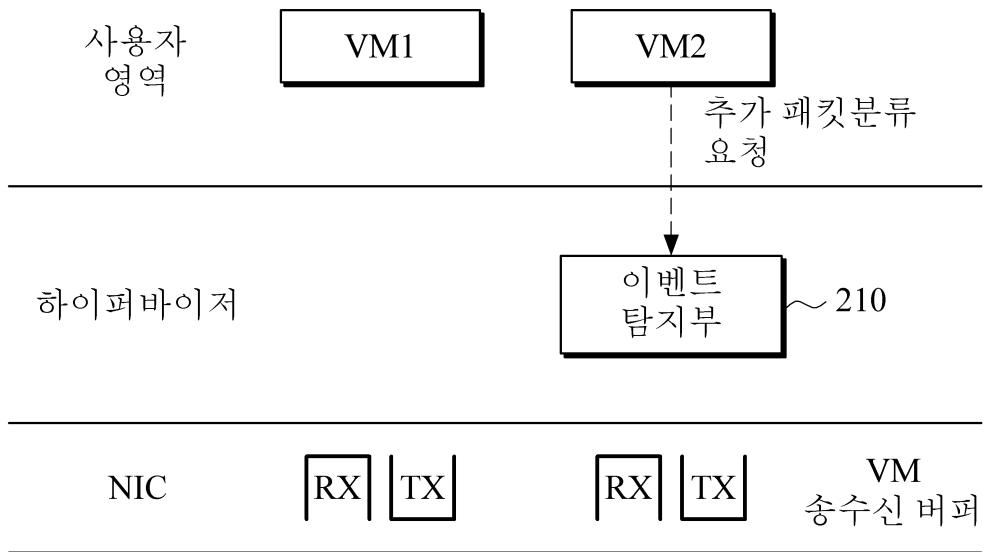 사용자
영역
VM1
VM2
추가 패킷분류
요청
하이퍼바이저
이벤트
탐지부
210
NIC
RX
TX
RX
TX
VM
송수신 버퍼